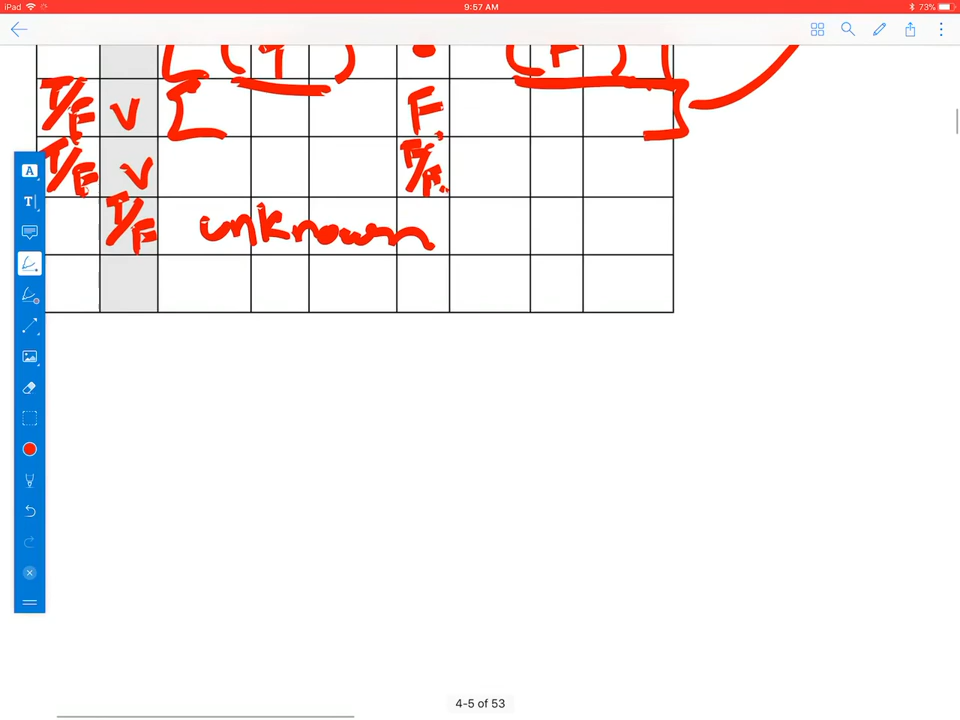 iPad 9:57 AM 73%
[ ( T ) • ( F ) ]
T/F V [ F ]
T/F V T/F
T/F unknown
A
T
4-5 of 53